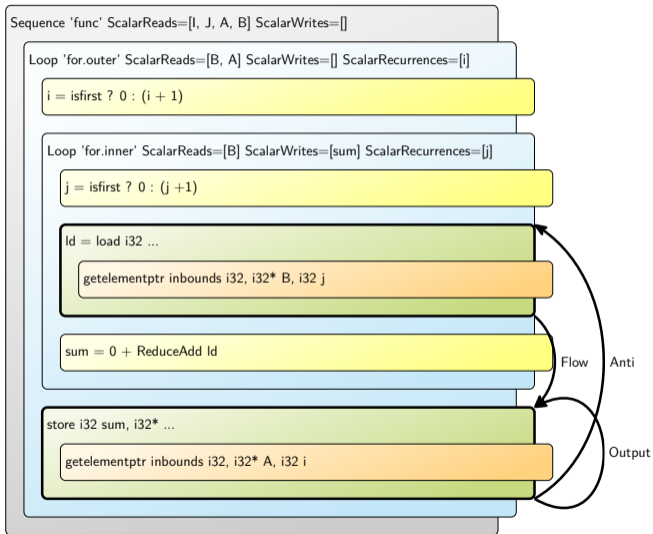 Sequence 'func' ScalarReads=[I, J, A, B] ScalarWrites=[]
Loop 'for.outer' ScalarReads=[B, A] ScalarWrites=[] ScalarRecurrences=[i]
i = isfirst ? 0 : (i + 1)
Loop 'for.inner' ScalarReads=[B] ScalarWrites=[sum] ScalarRecurrences=[j]
j = isfirst ? 0 : (j +1)
ld = load i32 ...
getelementptr inbounds i32, i32* B, i32 j
sum = 0 + ReduceAdd ld
Flow
Anti
store i32 sum, i32* ...
Output
getelementptr inbounds i32, i32* A, i32 i